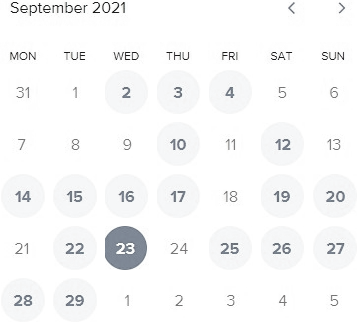 September 2021
MON TUE WED THU FRI SAT SUN
31 1 2 3 4 5 6
7 8 9 10 11 12 13
14 15 16 17 18 19 20
21 22 23 24 25 26 27
28 29 1 2 3 4 5